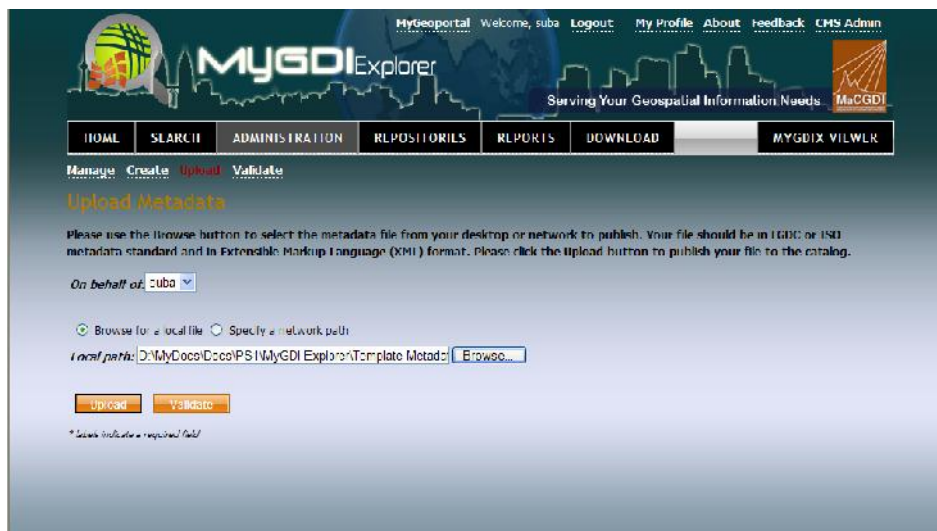 MyGeoportal Welcome, suba Logout My Profile About Feedback CMS Admin
MyGDI Explorer
Serving Your Geospatial Information Needs
MaCGDI
HOME SEARCH ADMINISTRATION REPOSITORIES REPORTS DOWNLOAD MYGDIX VIEWER
Manage Create Upload Validate
Upload Metadata
Please use the Browse button to select the metadata file from your desktop or network to publish. Your file should be in FGDC or ISO
metadata standard and in Extensible Markup Language (XML) format. Please click the Upload button to publish your file to the catalog.
On behalf of: suba
Browse for a local file Specify a network path
Local path: D:\MyDocs\Docs\PS1\MyGDI Explorer\Template Metadat Browse...
Upload Validate
* labels indicate a required field